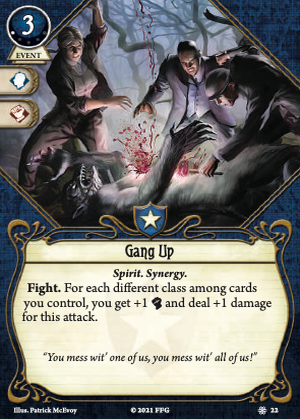 3
EVENT
Gang Up
Spirit. Synergy.
Fight. For each different class among cards
you control, you get +1 and deal +1 damage
for this attack.
“You mess wit' one of us, you mess wit' all of us!”
Illus. Patrick McEvoy © 2021 FFG 22